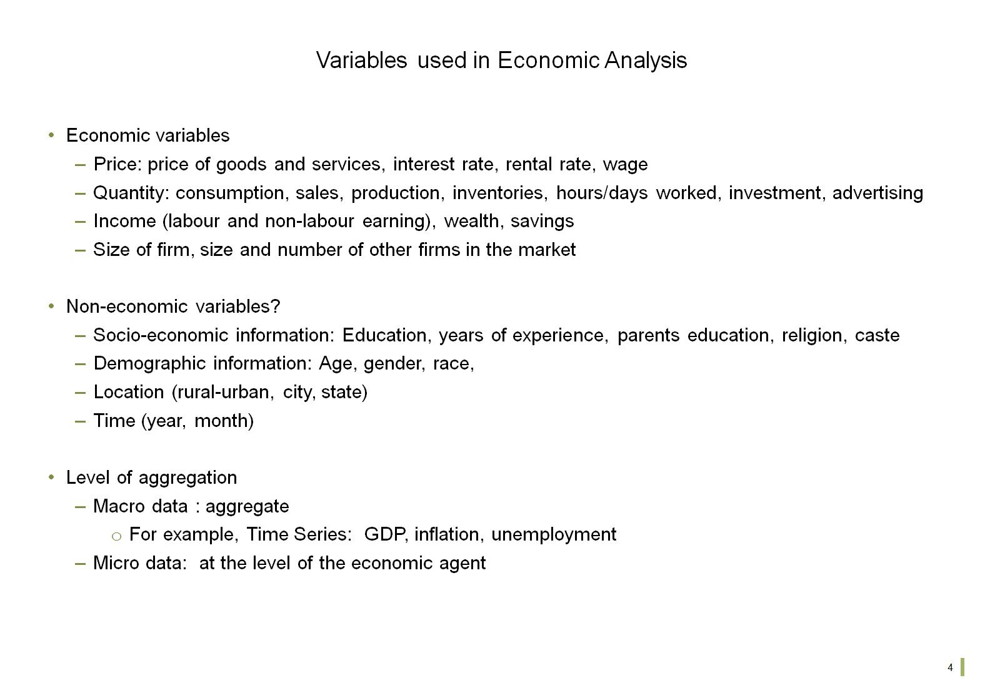 Variables used in Economic Analysis
• Economic variables
– Price: price of goods and services, interest rate, rental rate, wage
– Quantity: consumption, sales, production, inventories, hours/days worked, investment, advertising
– Income (labour and non-labour earning), wealth, savings
– Size of firm, size and number of other firms in the market
• Non-economic variables?
– Socio-economic information: Education, years of experience, parents education, religion, caste
– Demographic information: Age, gender, race,
– Location (rural-urban, city, state)
– Time (year, month)
• Level of aggregation
– Macro data : aggregate
o For example, Time Series: GDP, inflation, unemployment
– Micro data: at the level of the economic agent
4